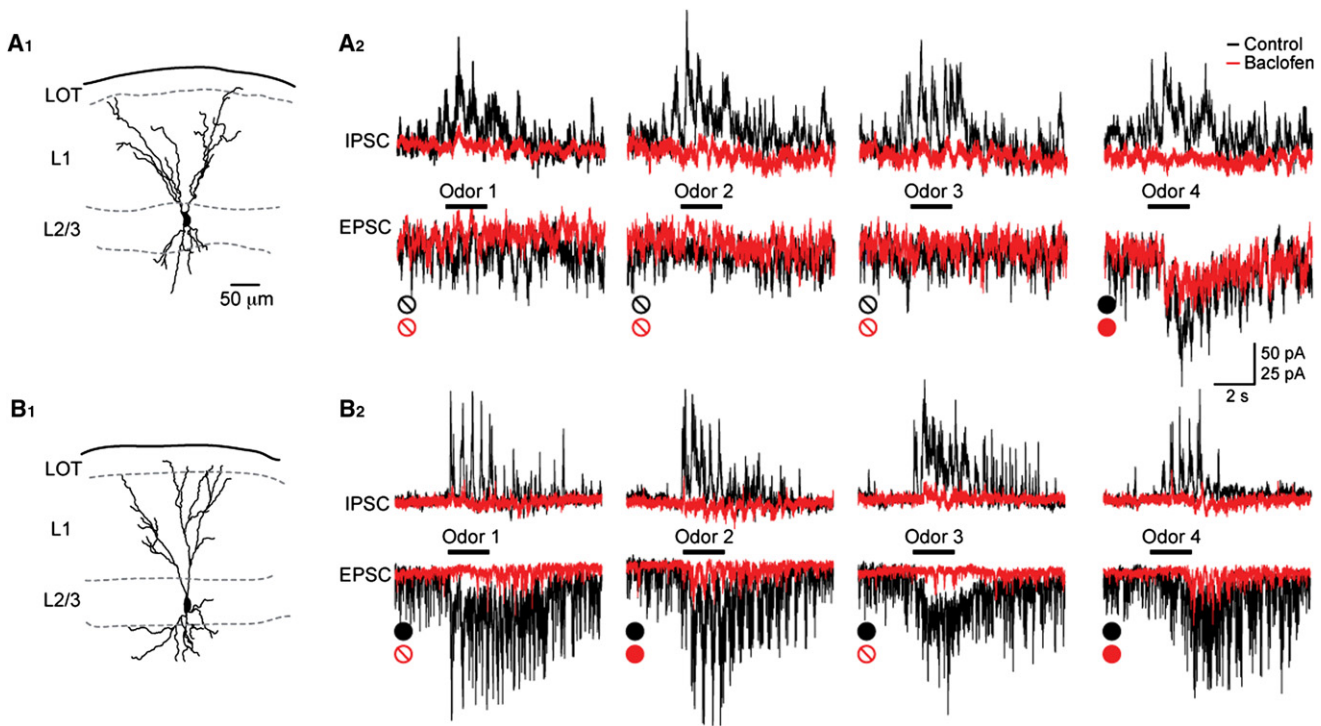 A1
LOT
L1
L2/3
50 μm
A2
Control
Baclofen
IPSC
Odor 1 Odor 2 Odor 3 Odor 4
EPSC
50 pA
25 pA
2 s
B1
LOT
L1
L2/3
B2
IPSC
Odor 1 Odor 2 Odor 3 Odor 4
EPSC